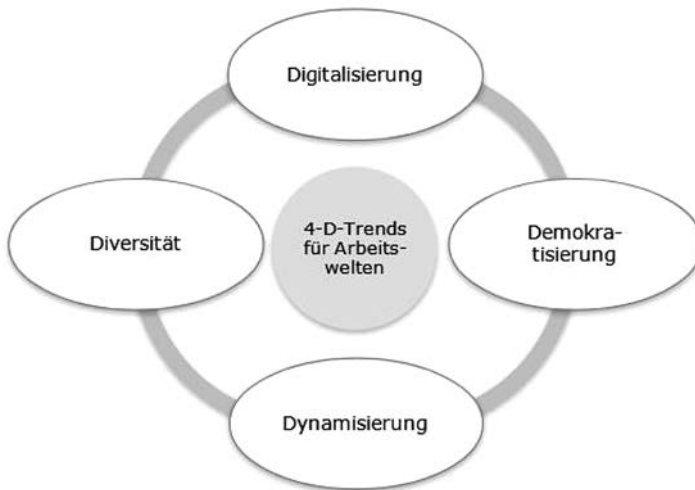 Digitalisierung
Diversität
4-D-Trends
für Arbeits-
welten
Demokra-
tisierung
Dynamisierung